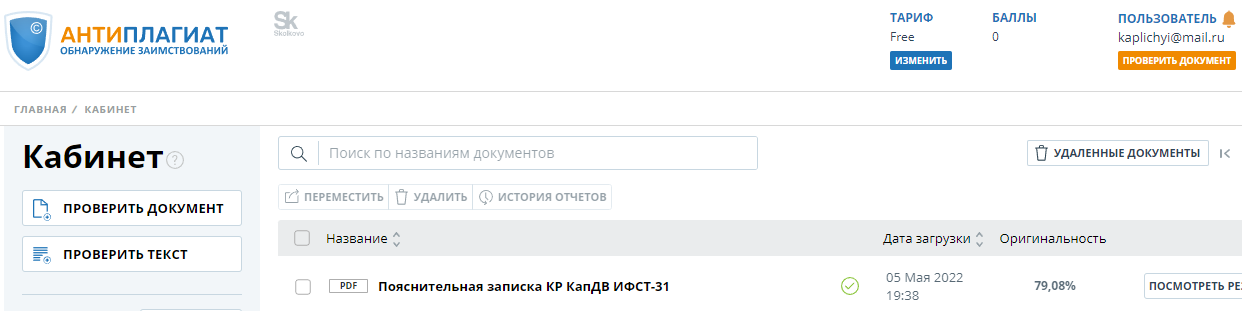 АНТИПЛАГИАТ
ОБНАРУЖЕНИЕ ЗАИМСТВОВАНИЙ
Sk
Skolkovo
ТАРИФ
Free
ИЗМЕНИТЬ
БАЛЛЫ
0
ПОЛЬЗОВАТЕЛЬ
kaplichyi@mail.ru
ПРОВЕРИТЬ ДОКУМЕНТ
ГЛАВНАЯ / КАБИНЕТ
Кабинет ?
ПРОВЕРИТЬ ДОКУМЕНТ
ПРОВЕРИТЬ ТЕКСТ
Поиск по названиям документов
УДАЛЕННЫЕ ДОКУМЕНТЫ
ПЕРЕМЕСТИТЬ УДАЛИТЬ ИСТОРИЯ ОТЧЕТОВ
Название Дата загрузки Оригинальность
PDF Пояснительная записка КР КапДВ ИФСТ-31 05 Мая 2022 79,08% ПОСМОТРЕТЬ РЕ
19:38